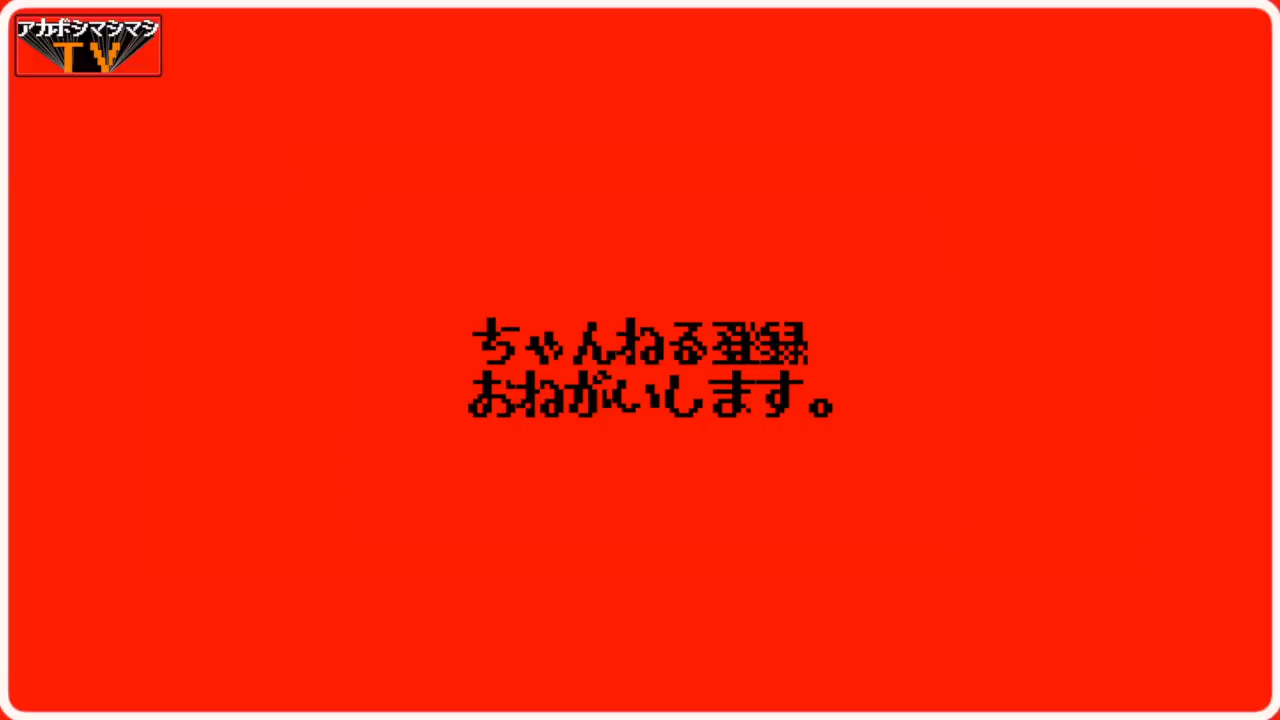 アカボシマシマシ
TV
ちゃんねる登録
おねがいします。